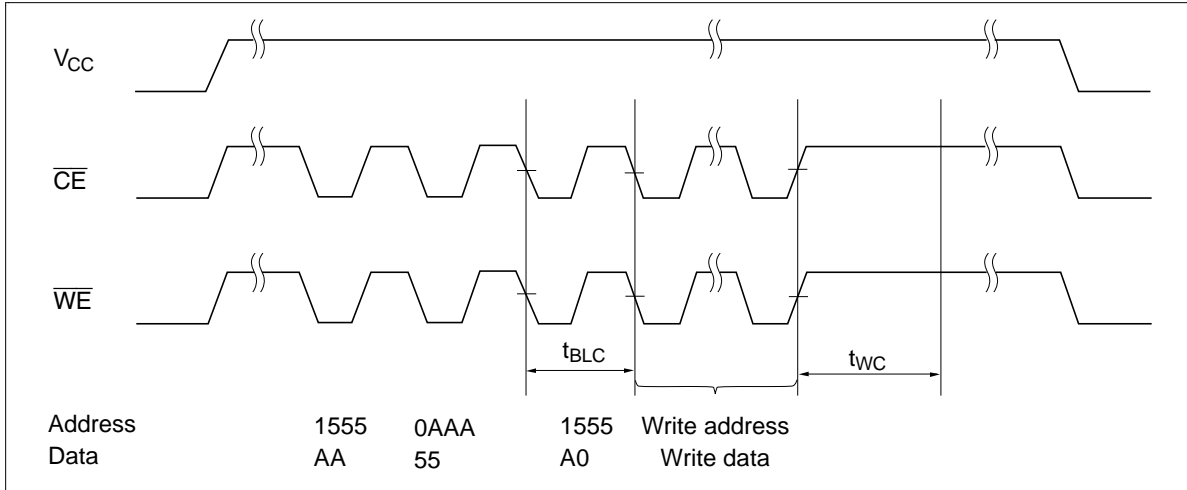 VCC
CE
WE
tBLC
tWC
Address 1555 0AAA 1555 Write address
Data AA 55 A0 Write data